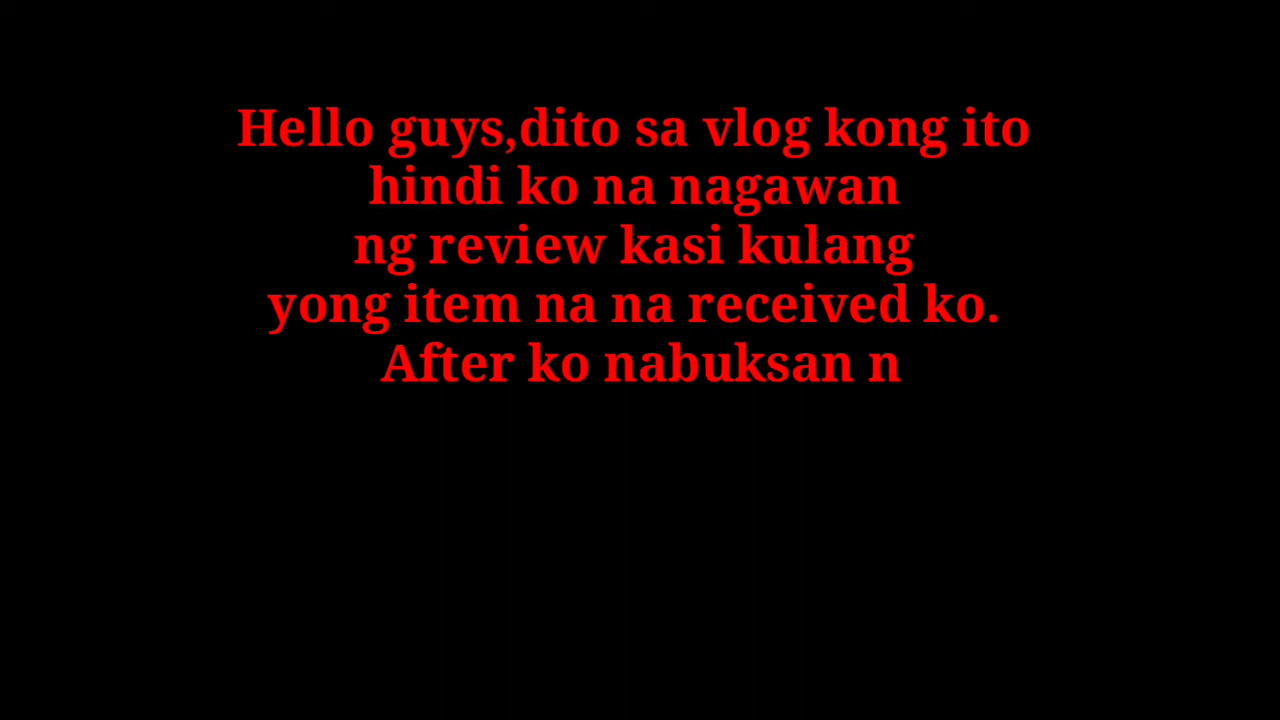 Hello guys,dito sa vlog kong ito
hindi ko na nagawan
ng review kasi kulang
yong item na na received ko.
After ko nabuksan n